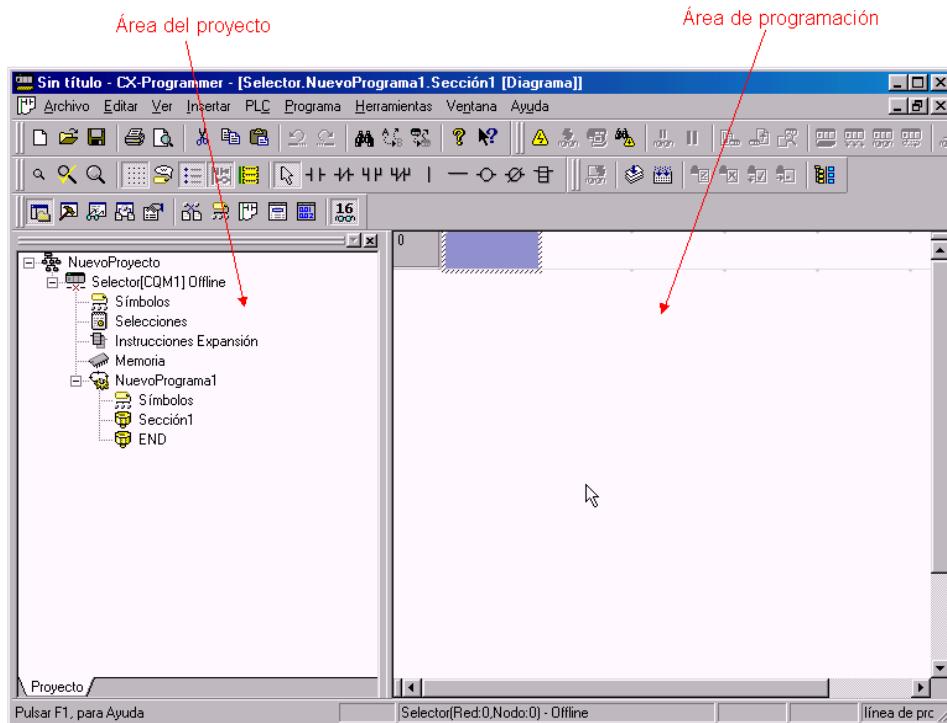 Área del proyecto
Área de programación
Sin título - CX-Programmer - [Selector.NuevoPrograma1.Sección1 [Diagrama]]
Archivo Editar Ver Insertar PLC Programa Herramientas Ventana Ayuda
16
0
NuevoProyecto
Selector[CQM1] Offline
Símbolos
Selecciones
Instrucciones Expansión
Memoria
NuevoPrograma1
Símbolos
Sección1
END
Proyecto
Pulsar F1, para Ayuda
Selector(Red:0,Nodo:0) - Offline
línea de prc